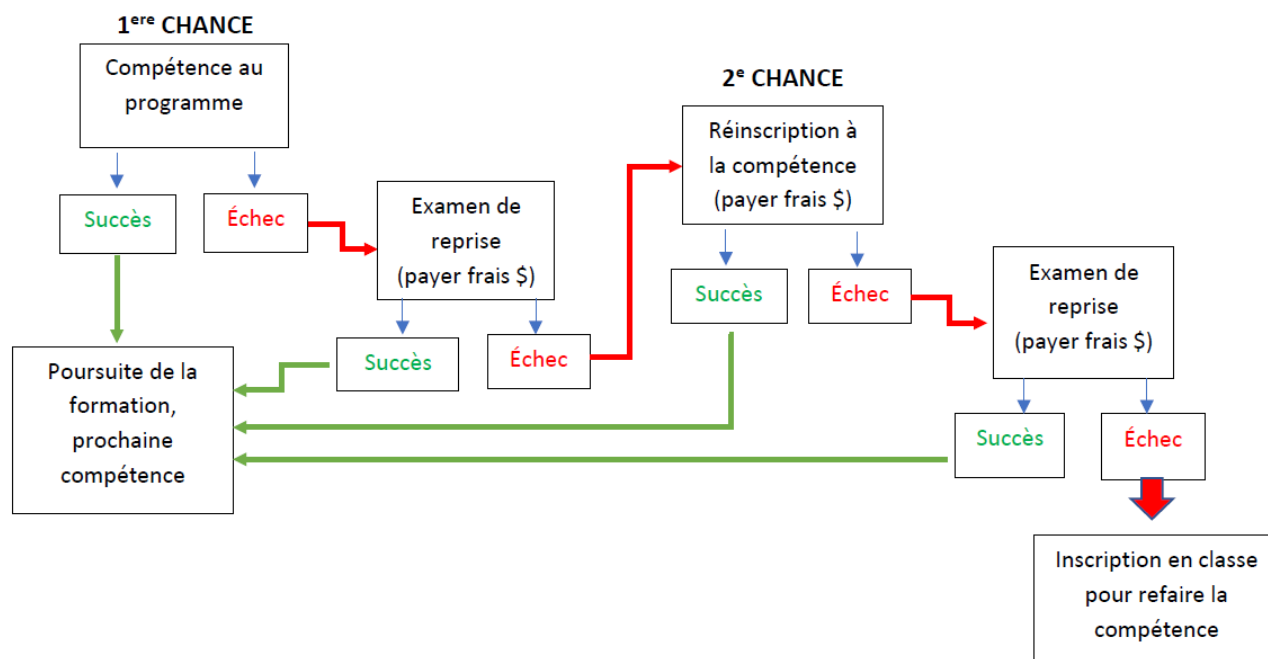 1ere CHANCE
Compétence au
programme
Succès
Échec
Examen de
reprise
(payer frais $)
Succès
Échec
Poursuite de la
formation,
prochaine
compétence
2e CHANCE
Réinscription à
la compétence
(payer frais $)
Succès
Échec
Examen de
reprise
(payer frais $)
Succès
Échec
Inscription en classe
pour refaire la
compétence